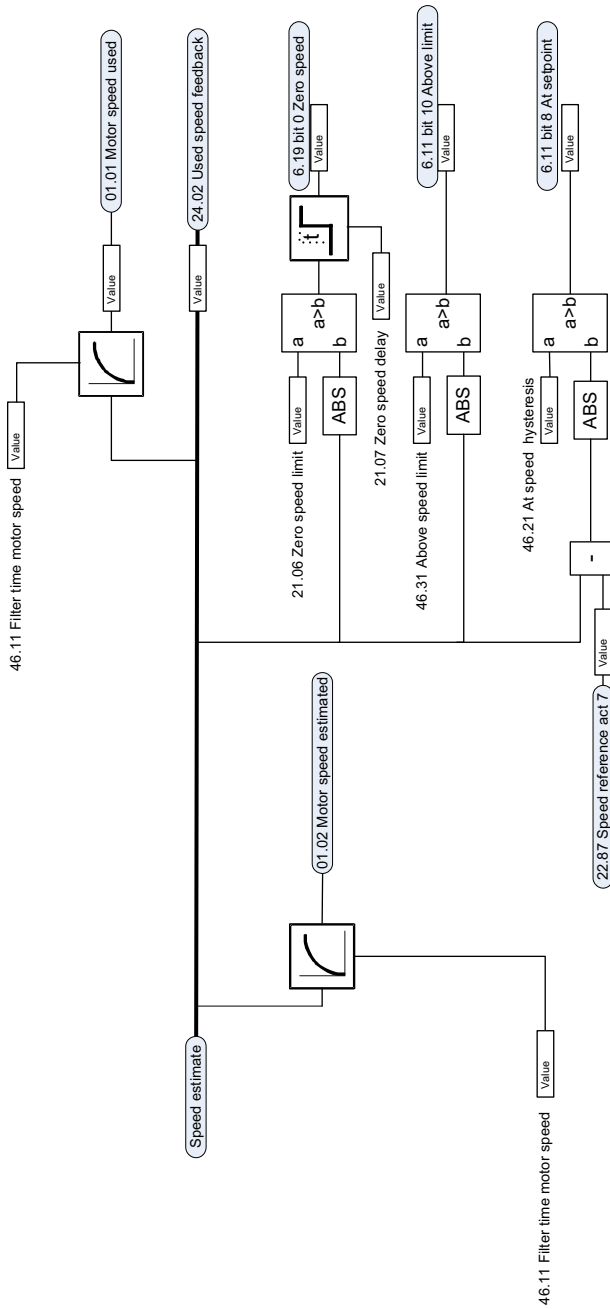 46.11 Filter time motor speed
Value
Value
01.01 Motor speed used
Speed estimate
Value
24.02 Used speed feedback
01.02 Motor speed estimated
21.06 Zero speed limit
Value
a
a>b
b
ABS
t
Value
6.19 bit 0 Zero speed
21.07 Zero speed delay
Value
46.31 Above speed limit
Value
a
a>b
b
ABS
Value
6.11 bit 10 Above limit
46.21 At speed hysteresis
Value
a
a>b
b
ABS
Value
6.11 bit 8 At setpoint
-
22.87 Speed reference act 7
Value
46.11 Filter time motor speed
Value